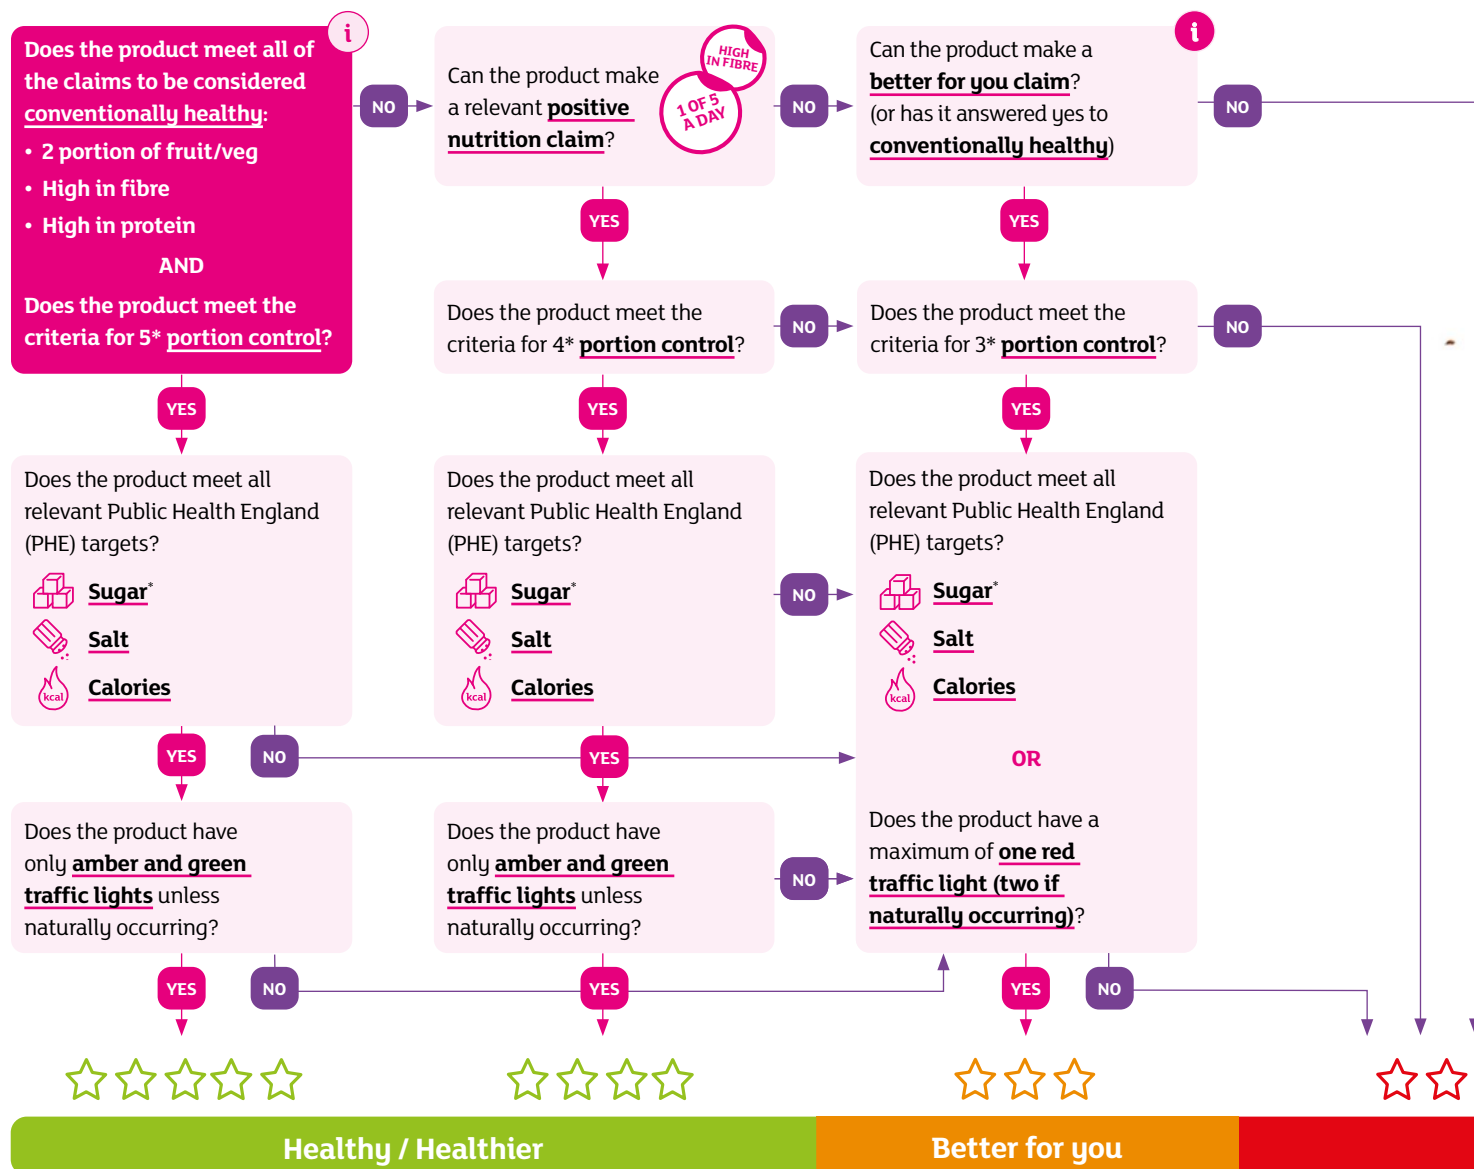 Does the product meet all of
the claims to be considered
conventionally healthy:
• 2 portion of fruit/veg
• High in fibre
• High in protein
AND
Does the product meet the
criteria for 5* portion control?
i
NO
Can the product make
a relevant positive
nutrition claim?
HIGH
IN FIBRE
1 OF 5
A DAY
NO
Can the product make a
better for you claim?
(or has it answered yes to
conventionally healthy)
i
NO
YES
YES
Does the product meet the
criteria for 4* portion control?
NO
Does the product meet the
criteria for 3* portion control?
NO
YES
YES
YES
Does the product meet all
relevant Public Health England
(PHE) targets?
Sugar*
Salt
kcal
Calories
Does the product meet all
relevant Public Health England
(PHE) targets?
Sugar*
Salt
kcal
Calories
NO
Does the product meet all
relevant Public Health England
(PHE) targets?
Sugar*
Salt
kcal
Calories
OR
Does the product have a
maximum of one red
traffic light (two if
naturally occurring)?
YES
NO
YES
Does the product have
only amber and green
traffic lights unless
naturally occurring?
Does the product have
only amber and green
traffic lights unless
naturally occurring?
NO
YES
NO
YES
YES
NO
Healthy / Healthier
Better for you